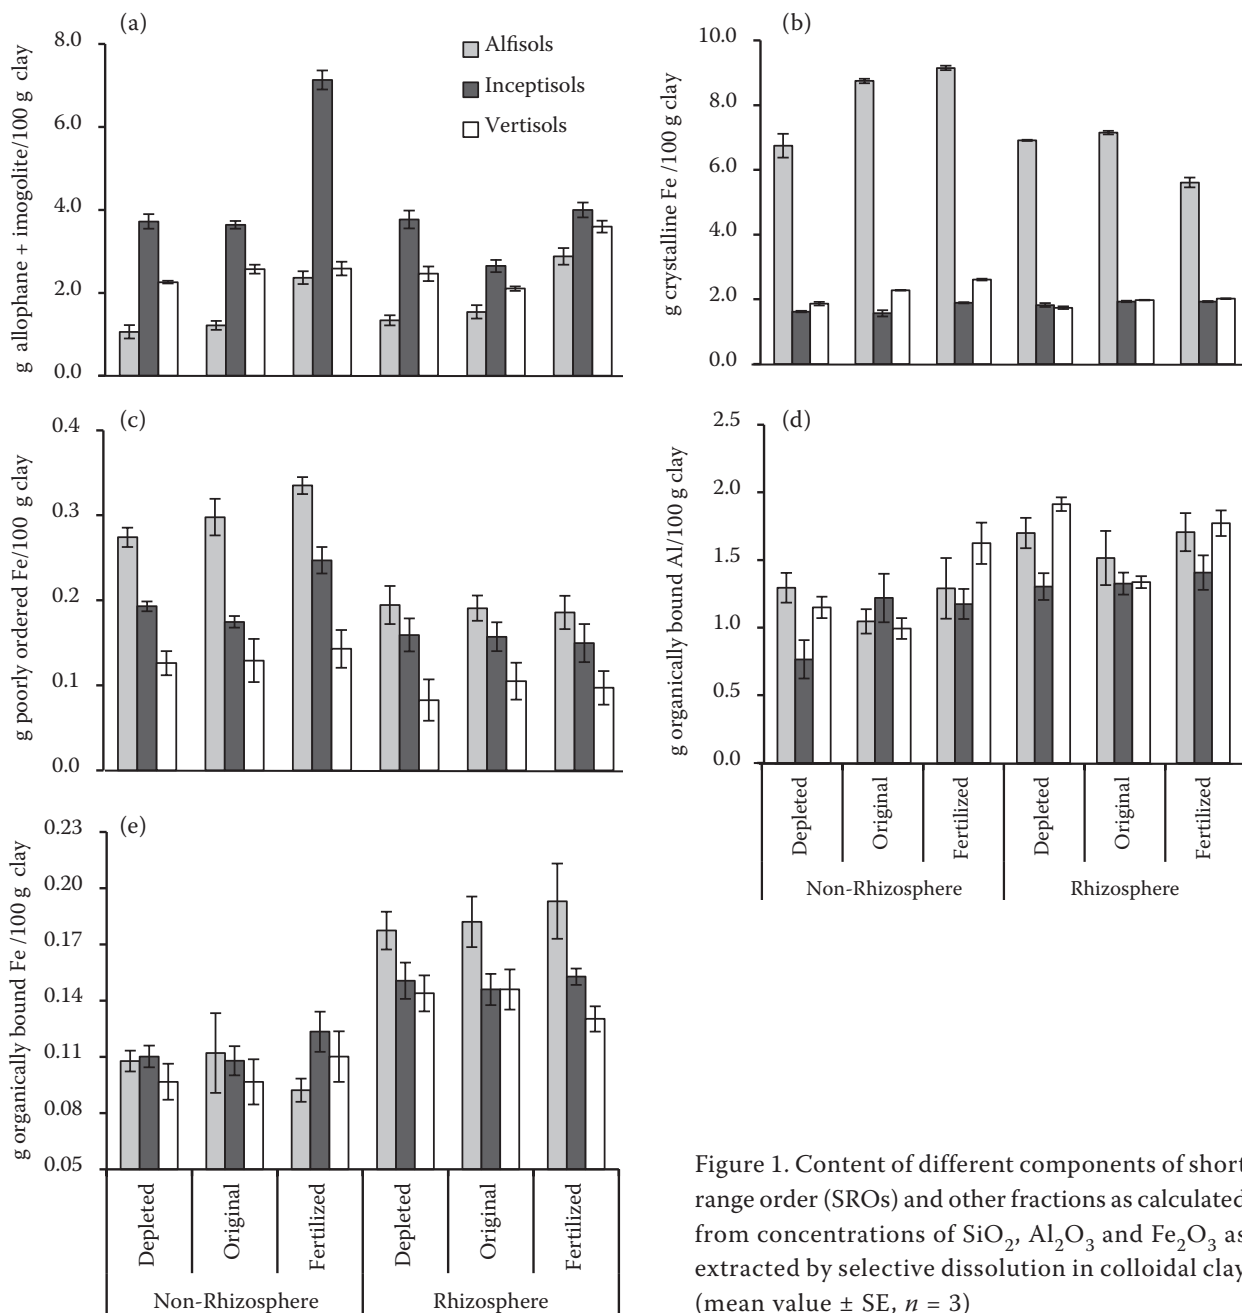 (a)
g allophane + imogolite/100 g clay
8.0
6.0
4.0
2.0
0.0
Alfisols
Inceptisols
Vertisols
(b)
g crystalline Fe /100 g clay
10.0
8.0
6.0
4.0
2.0
0.0
(c)
g poorly ordered Fe/100 g clay
0.4
0.3
0.2
0.1
0.0
(d)
g organically bound Al/100 g clay
2.5
2.0
1.5
1.0
0.5
0.0
Depleted
Original
Fertilized
Depleted
Original
Fertilized
Non-Rhizosphere
Rhizosphere
(e)
g organically bound Fe /100 g clay
0.23
0.20
0.17
0.14
0.11
0.08
0.05
Depleted
Original
Fertilized
Depleted
Original
Fertilized
Non-Rhizosphere
Rhizosphere
Figure 1. Content of different components of short
range order (SROs) and other fractions as calculated
from concentrations of SiO₂, Al₂O₃ and Fe₂O₃ as
extracted by selective dissolution in colloidal clay
(mean value ± SE, n = 3)